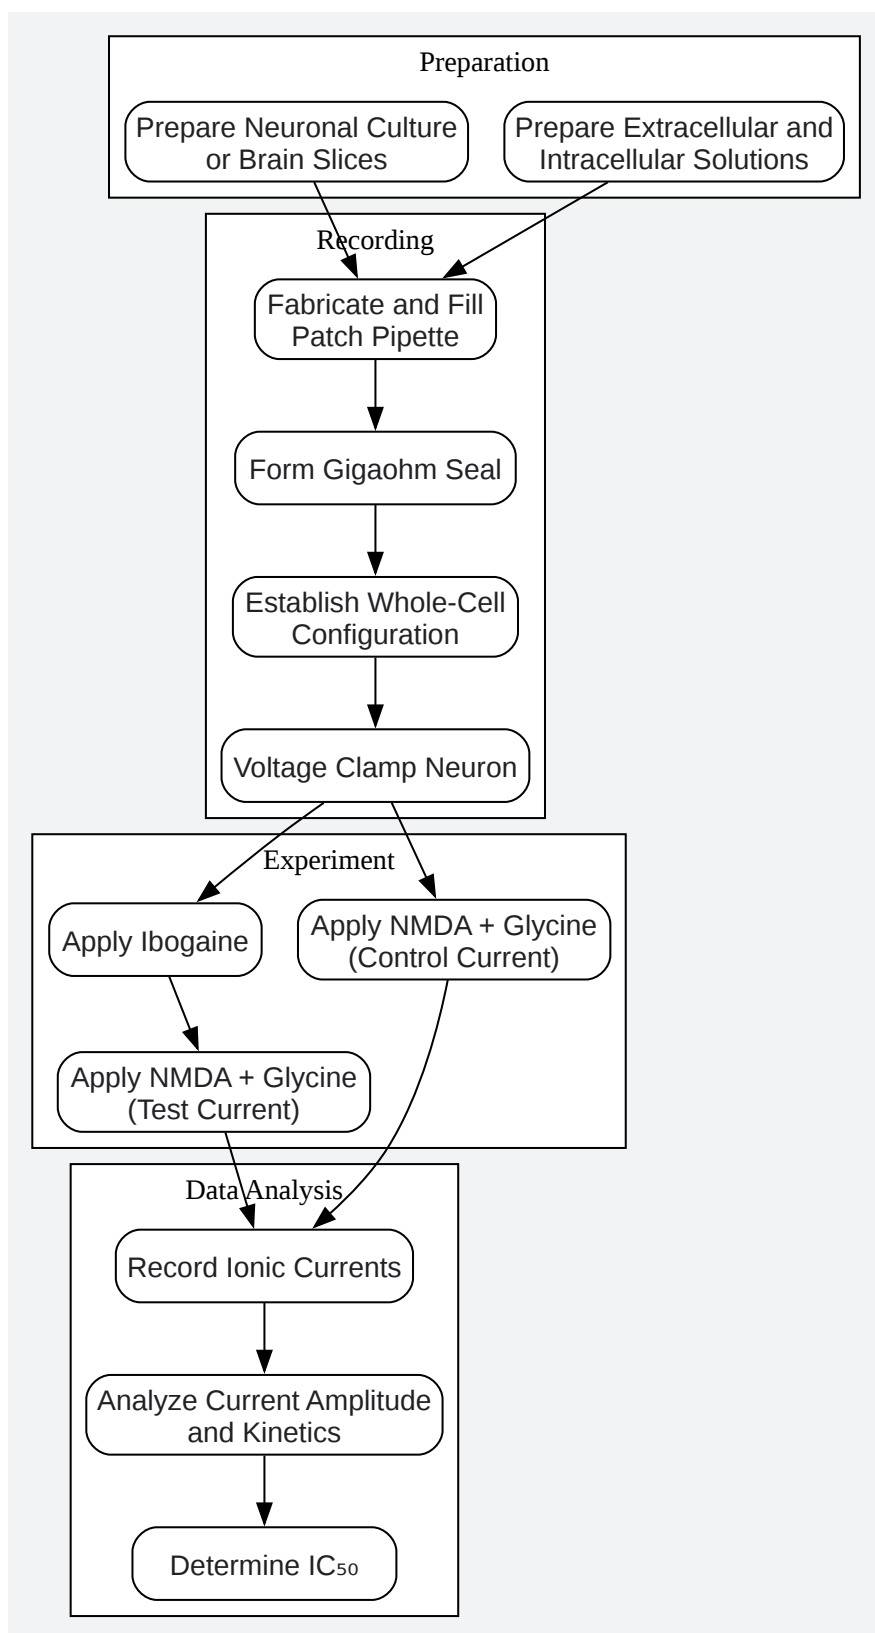 Preparation
Prepare Neuronal Culture
or Brain Slices
Prepare Extracellular and
Intracellular Solutions
Recording
Fabricate and Fill
Patch Pipette
Form Gigaohm Seal
Establish Whole-Cell
Configuration
Voltage Clamp Neuron
Experiment
Apply Ibogaine
Apply NMDA + Glycine
(Control Current)
Apply NMDA + Glycine
(Test Current)
Data Analysis
Record Ionic Currents
Analyze Current Amplitude
and Kinetics
Determine IC₅₀